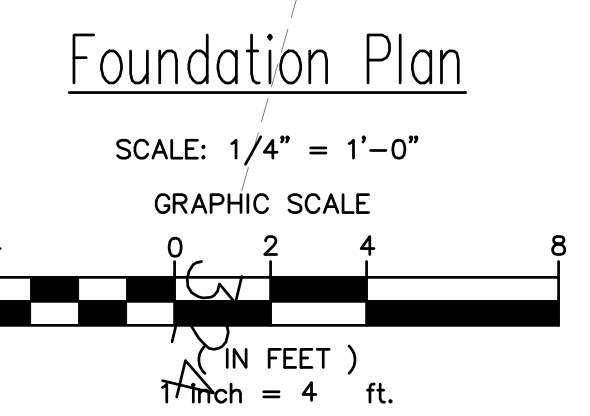 Foundation Plan
SCALE: 1/4" = 1'-0"
GRAPHIC SCALE
0 2 4 8
( IN FEET )
1 inch = 4 ft.